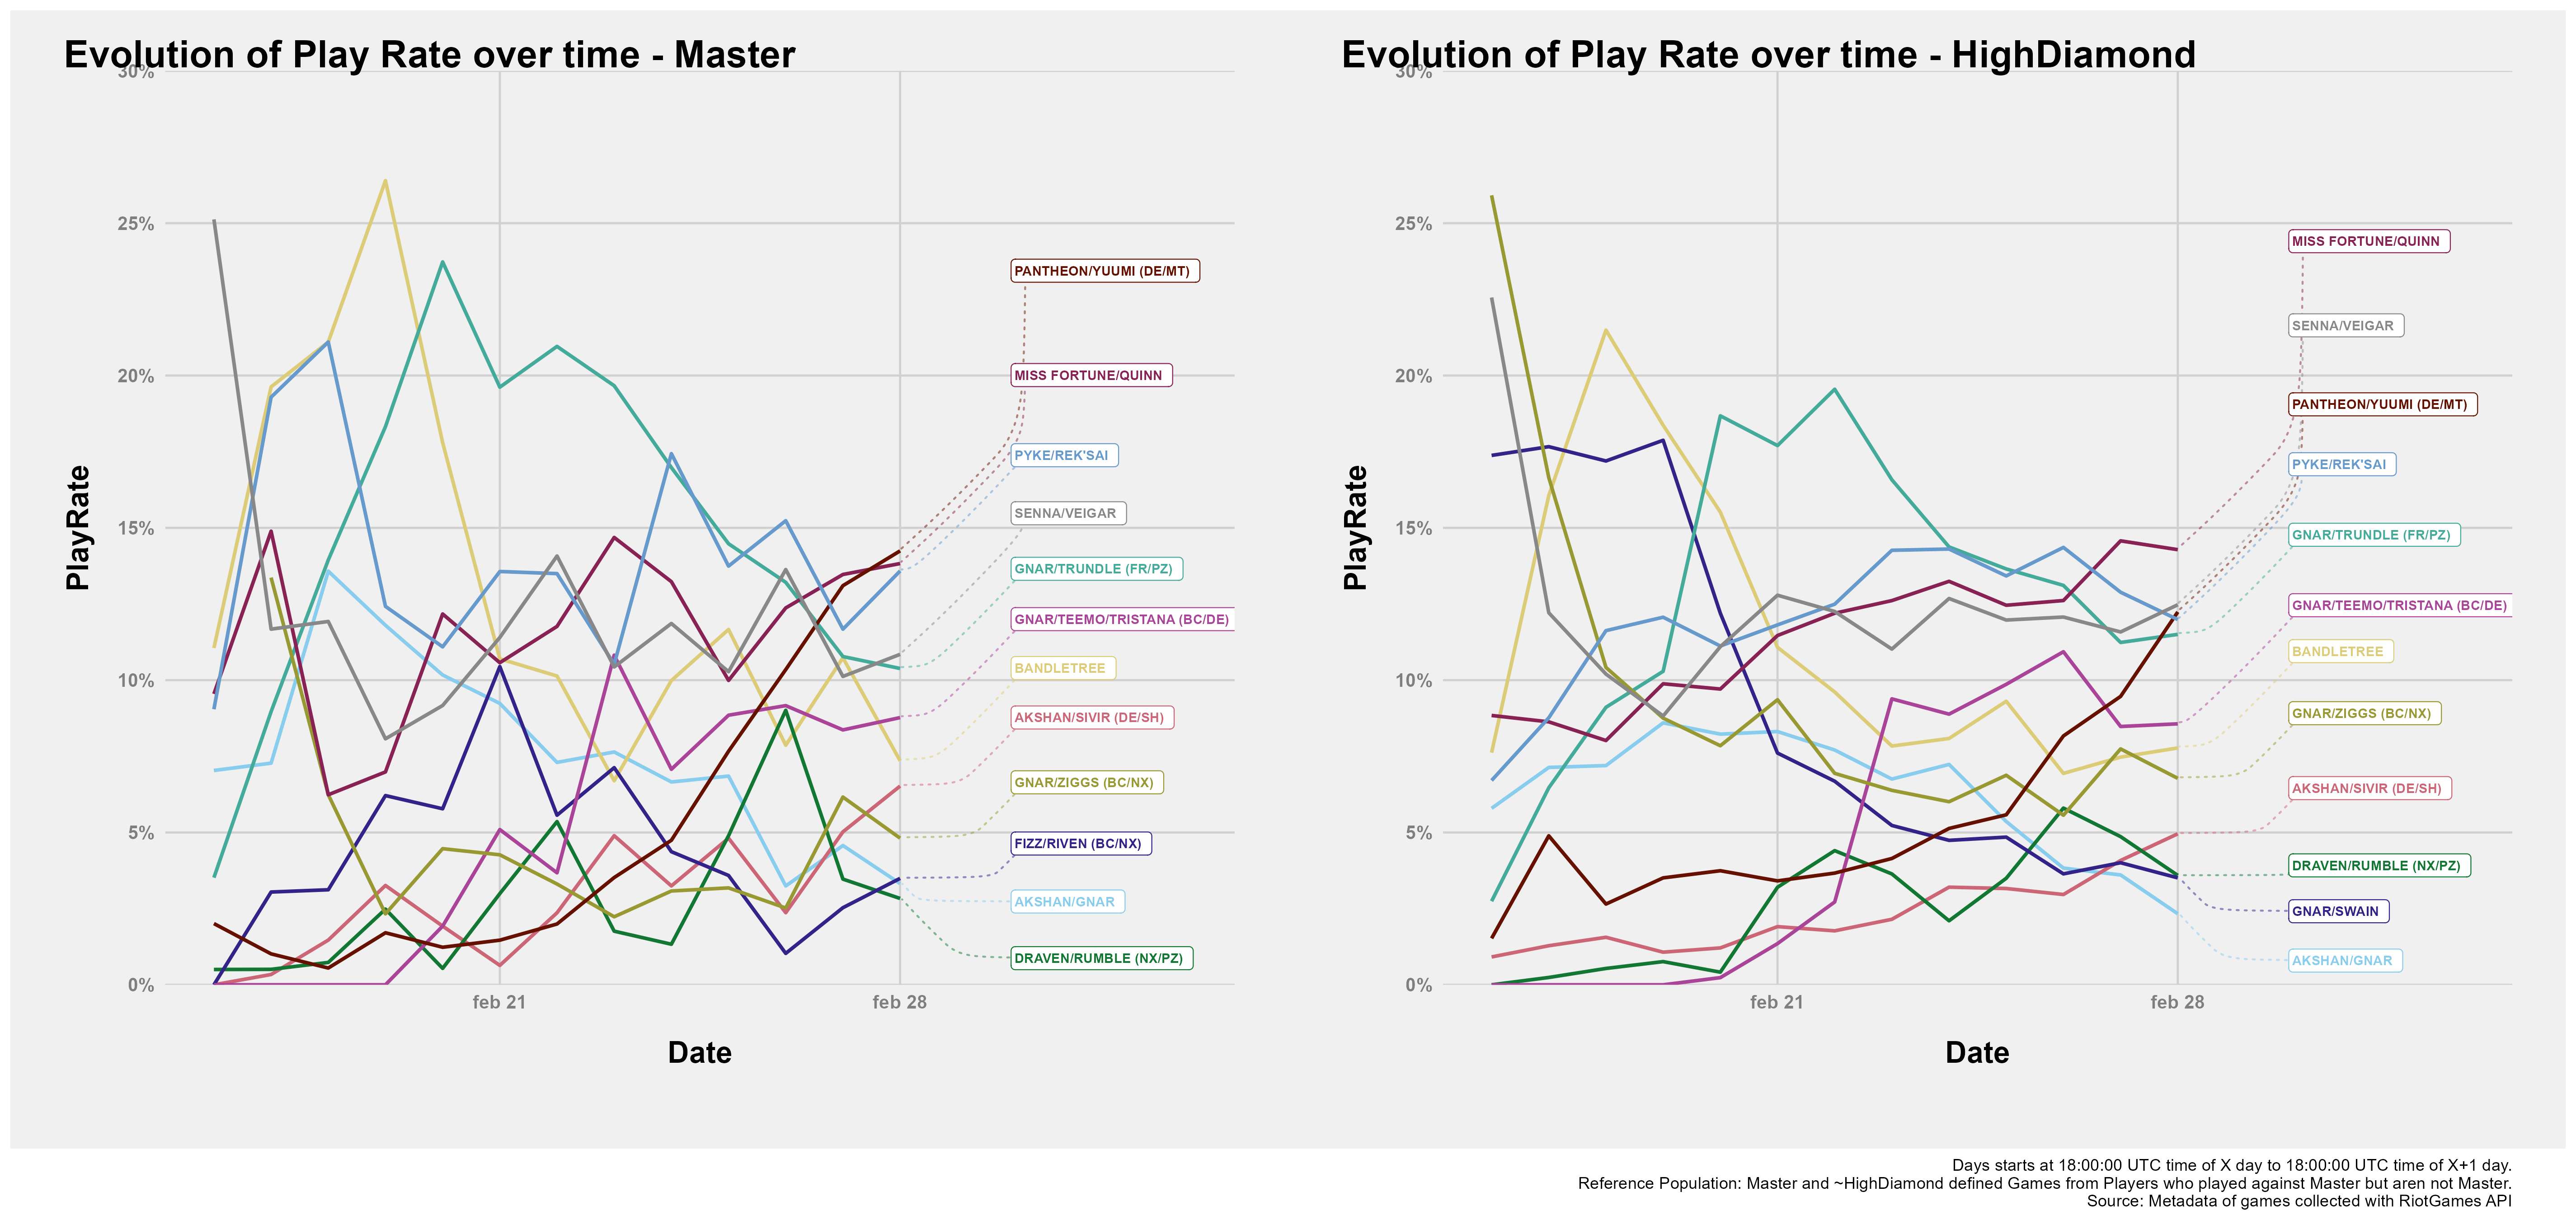 Evolution of Play Rate over time - Master
30%
25%
20%
15%
10%
5%
0%
PlayRate
feb 21
feb 28
Date
PANTHEON/YUUMI (DE/MT)
MISS FORTUNE/QUINN
PYKE/REK'SAI
SENNA/VEIGAR
GNAR/TRUNDLE (FR/PZ)
GNAR/TEEMO/TRISTANA (BC/DE)
BANDLETREE
AKSHAN/SIVIR (DE/SH)
GNAR/ZIGGS (BC/NX)
FIZZ/RIVEN (BC/NX)
AKSHAN/GNAR
DRAVEN/RUMBLE (NX/PZ)
Evolution of Play Rate over time - HighDiamond
30%
25%
20%
15%
10%
5%
0%
PlayRate
feb 21
feb 28
Date
MISS FORTUNE/QUINN
SENNA/VEIGAR
PANTHEON/YUUMI (DE/MT)
PYKE/REK'SAI
GNAR/TRUNDLE (FR/PZ)
GNAR/TEEMO/TRISTANA (BC/DE)
BANDLETREE
GNAR/ZIGGS (BC/NX)
AKSHAN/SIVIR (DE/SH)
DRAVEN/RUMBLE (NX/PZ)
GNAR/SWAIN
AKSHAN/GNAR
Days starts at 18:00:00 UTC time of X day to 18:00:00 UTC time of X+1 day.
Reference Population: Master and ~HighDiamond defined Games from Players who played against Master but aren not Master.
Source: Metadata of games collected with RiotGames API